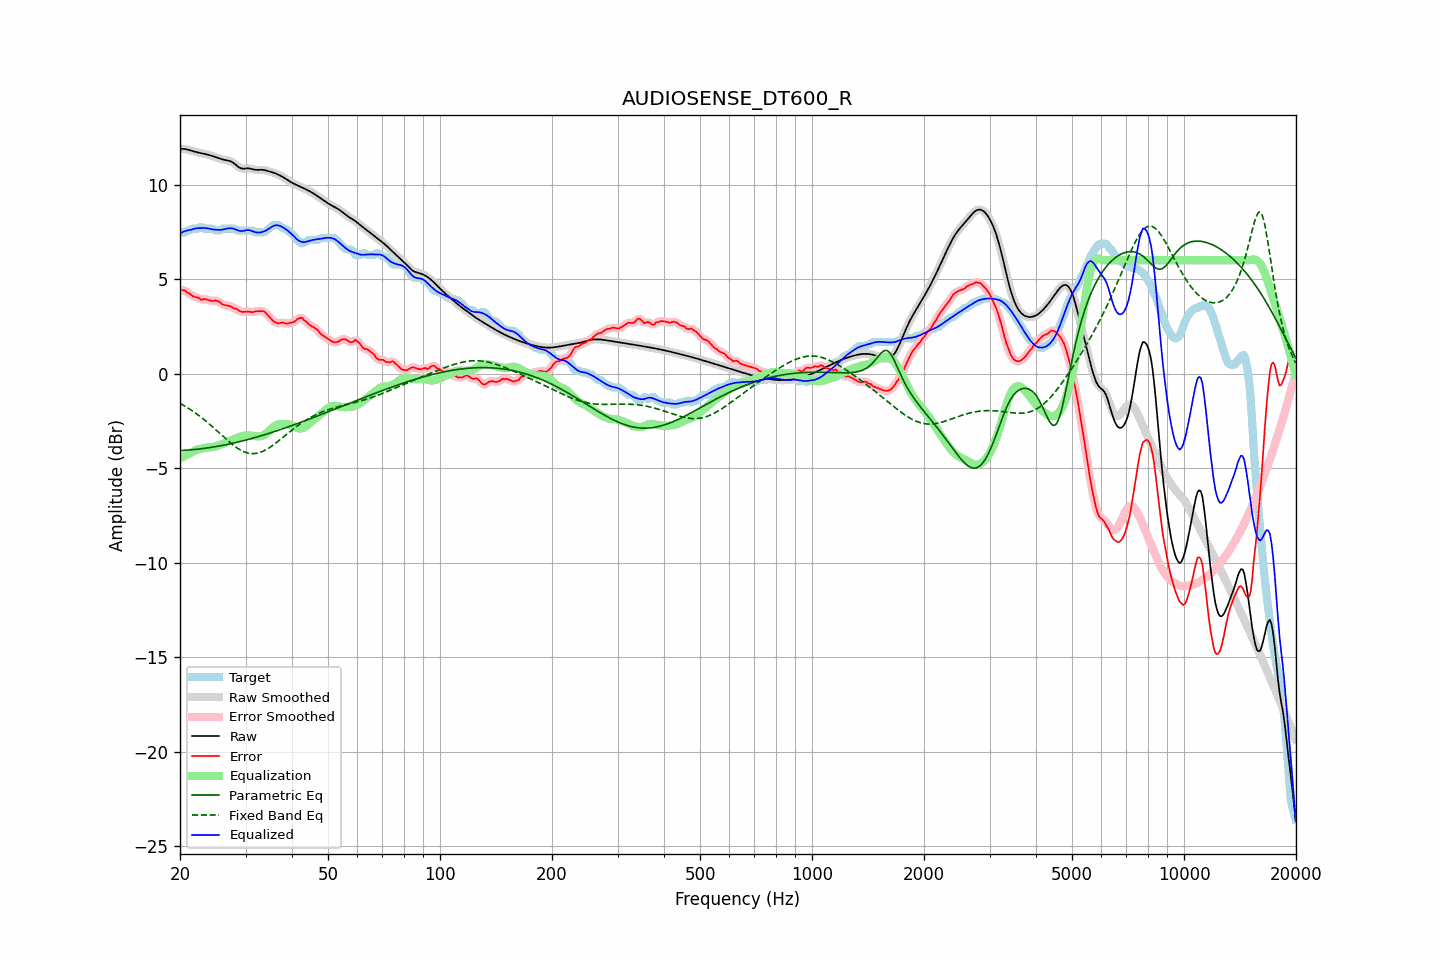 AUDIOSENSE_DT600_R
Amplitude (dBr)
10
5
0
−5
−10
−15
−20
−25
Target
Raw Smoothed
Error Smoothed
Raw
Error
Equalization
Parametric Eq
Fixed Band Eq
Equalized
20 50 100 200 500 1000 2000 5000 10000 20000
Frequency (Hz)